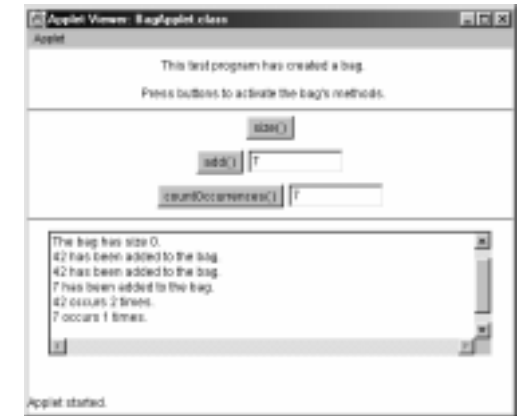 Applet Viewer: BagApplet.class
Applet
This test program has created a bag.
Press buttons to activate the bag's methods.
size()
add() 7
countOccurrences() 7
The bag has size 0.
42 has been added to the bag.
42 has been added to the bag.
7 has been added to the bag.
42 occurs 2 times.
7 occurs 1 times.
Applet started.